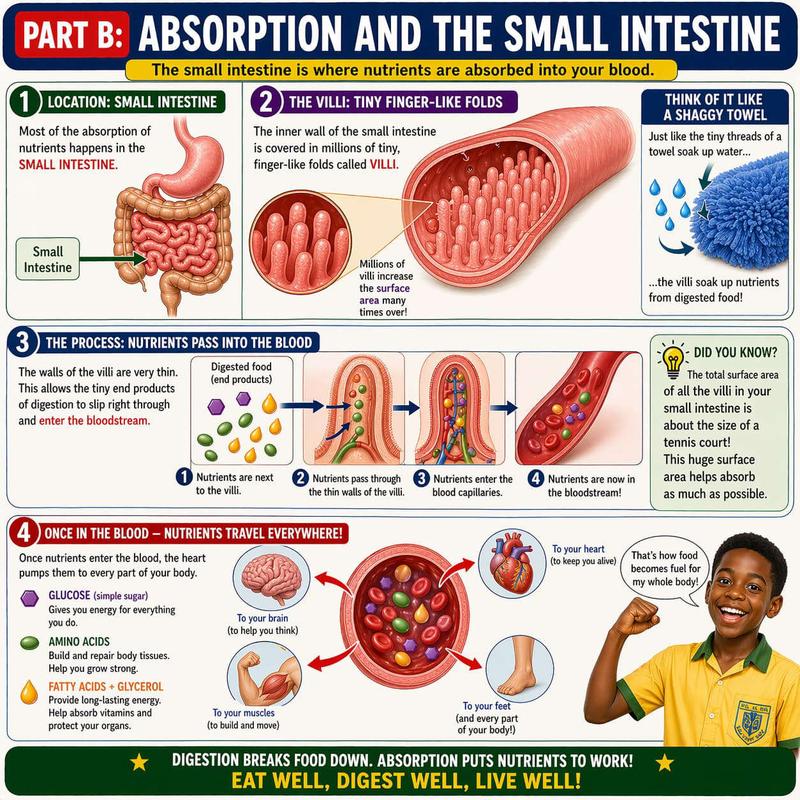 PART B: ABSORPTION AND THE SMALL INTESTINE
The small intestine is where nutrients are absorbed into your blood.
1 LOCATION: SMALL INTESTINE
Most of the absorption of
nutrients happens in the
SMALL INTESTINE.
Small
Intestine
2 THE VILLI: TINY FINGER-LIKE FOLDS
The inner wall of the small intestine
is covered in millions of tiny,
finger-like folds called VILLI.
Millions of
villi increase
the surface
area many
times over!
THINK OF IT LIKE
A SHAGGY TOWEL
Just like the tiny threads of a
towel soak up water...
...the villi soak up nutrients
from digested food!
3 THE PROCESS: NUTRIENTS PASS INTO THE BLOOD
The walls of the villi are very thin.
This allows the tiny end products
of digestion to slip right through
and enter the bloodstream.
Digested food
(end products)
1 Nutrients are next
to the villi.
2 Nutrients pass through
the thin walls of the villi.
3 Nutrients enter the
blood capillaries.
4 Nutrients are now in
the bloodstream!
DID YOU KNOW?
The total surface area
of all the villi in your
small intestine is
about the size of a
tennis court!
This huge surface
area helps absorb
as much as possible.
4 ONCE IN THE BLOOD – NUTRIENTS TRAVEL EVERYWHERE!
Once nutrients enter the blood, the heart
pumps them to every part of your body.
GLUCOSE (simple sugar)
Gives you energy for everything
you do.
AMINO ACIDS
Build and repair body tissues.
Help you grow strong.
FATTY ACIDS + GLYCEROL
Provide long-lasting energy.
Help absorb vitamins and
protect your organs.
To your brain
(to help you think)
To your muscles
(to build and move)
To your heart
(to keep you alive)
To your feet
(and every part
of your body!)
That's how food
becomes fuel for
my whole body!
DIGESTION BREAKS FOOD DOWN. ABSORPTION PUTS NUTRIENTS TO WORK!
EAT WELL, DIGEST WELL, LIVE WELL!